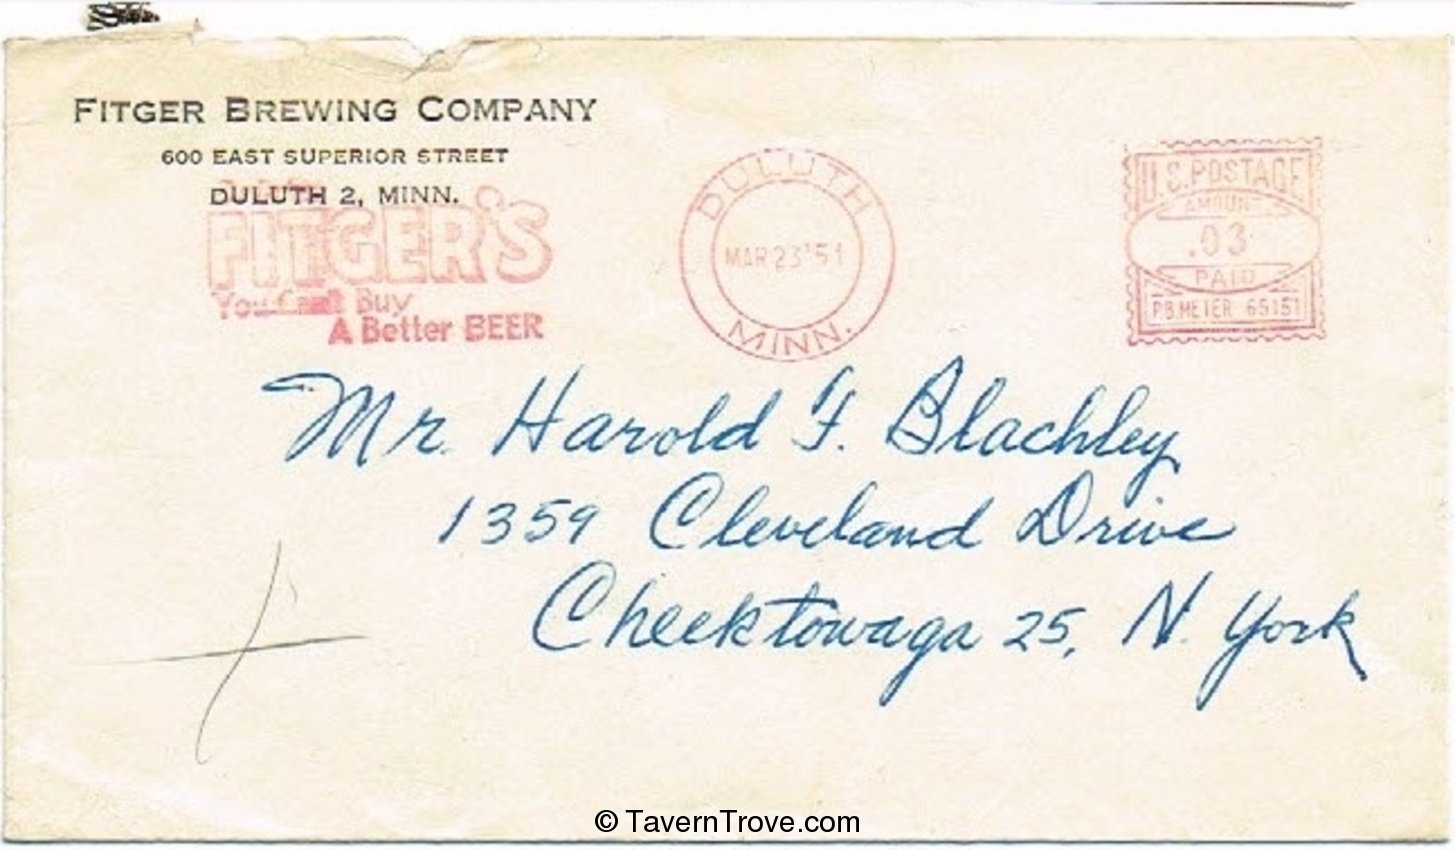 FITGER BREWING COMPANY
600 EAST SUPERIOR STREET
DULUTH 2, MINN.
FITGER'S
You Can't Buy
A Better BEER
DULUTH
MAR 23 '51
MINN.
U.S. POSTAGE
AMOUNT
.03
PAID
P.B. METER 65151
Mr. Harold F. Blachley
1359 Cleveland Drive
Cheektowaga 25, N. York
© TavernTrove.com